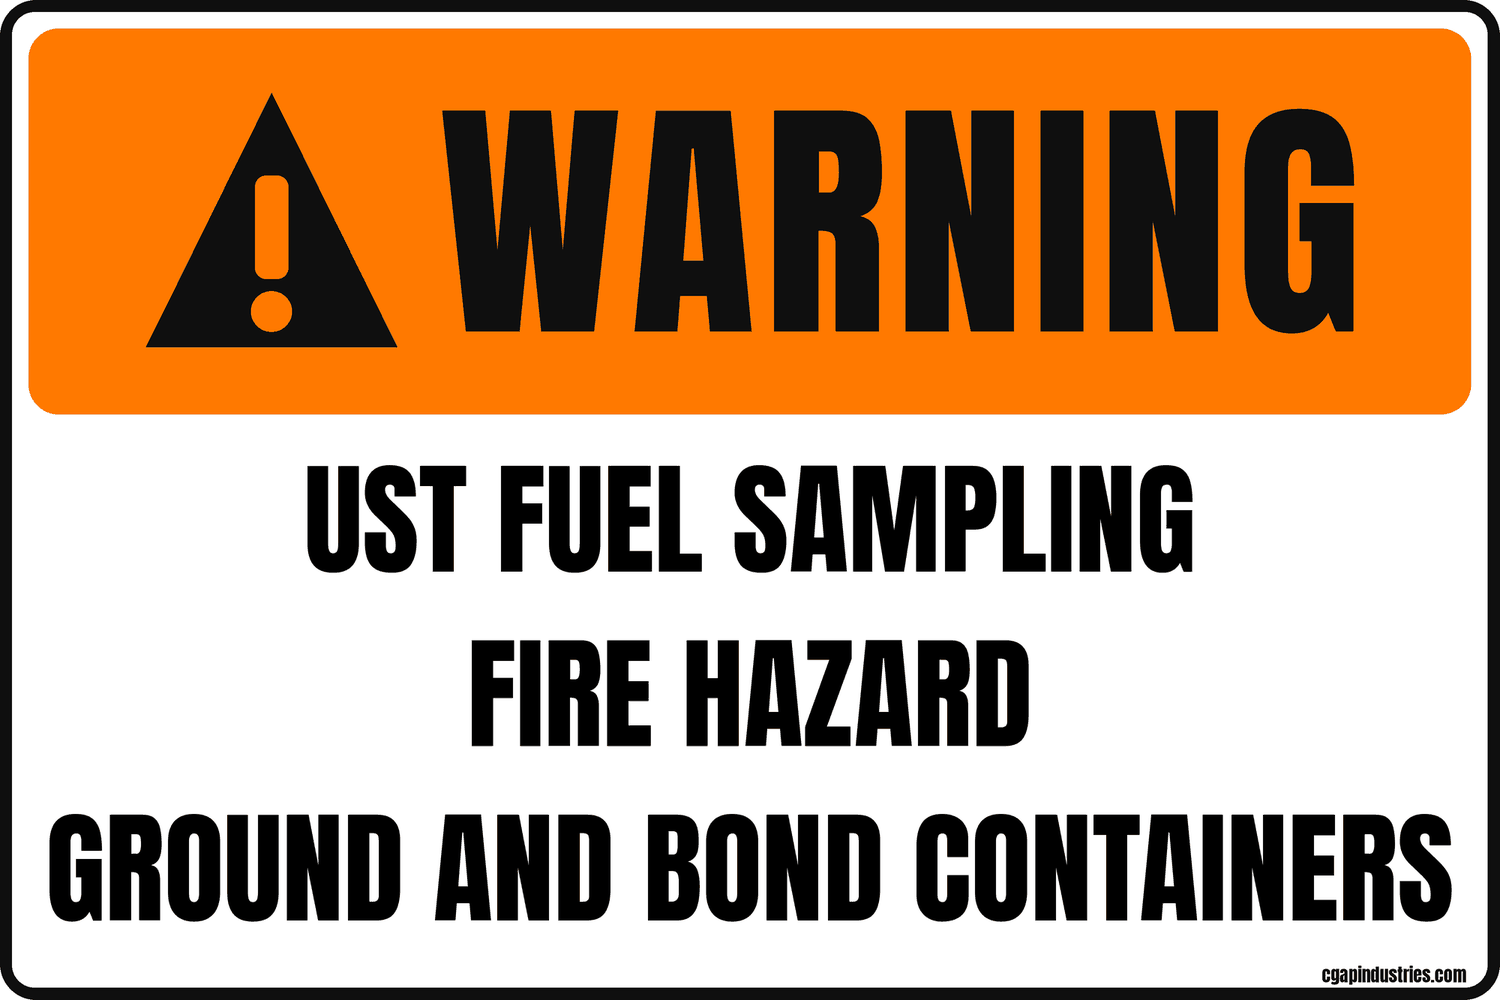 WARNING
UST FUEL SAMPLING
FIRE HAZARD
GROUND AND BOND CONTAINERS
cgapindustries.com